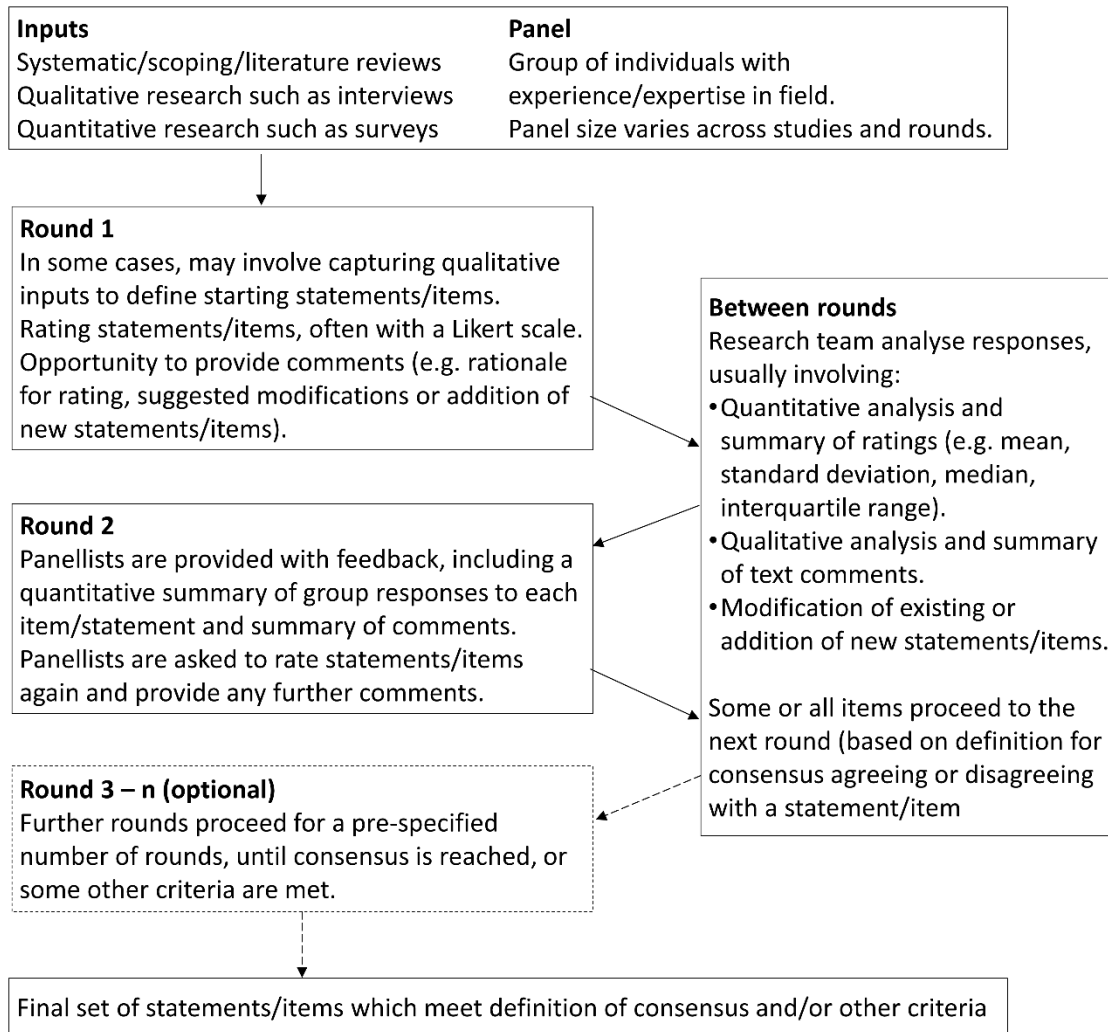 Inputs
Systematic/scoping/literature reviews
Qualitative research such as interviews
Quantitative research such as surveys
Panel
Group of individuals with
experience/expertise in field.
Panel size varies across studies and rounds.
Round 1
In some cases, may involve capturing qualitative
inputs to define starting statements/items.
Rating statements/items, often with a Likert scale.
Opportunity to provide comments (e.g. rationale
for rating, suggested modifications or addition of
new statements/items).
Between rounds
Research team analyse responses,
usually involving:
•Quantitative analysis and
summary of ratings (e.g. mean,
standard deviation, median,
interquartile range).
•Qualitative analysis and summary
of text comments.
•Modification of existing or
addition of new statements/items.
Some or all items proceed to the
next round (based on definition for
consensus agreeing or disagreeing
with a statement/item
Round 2
Panellists are provided with feedback, including a
quantitative summary of group responses to each
item/statement and summary of comments.
Panellists are asked to rate statements/items
again and provide any further comments.
Round 3 – n (optional)
Further rounds proceed for a pre-specified
number of rounds, until consensus is reached, or
some other criteria are met.
Final set of statements/items which meet definition of consensus and/or other criteria